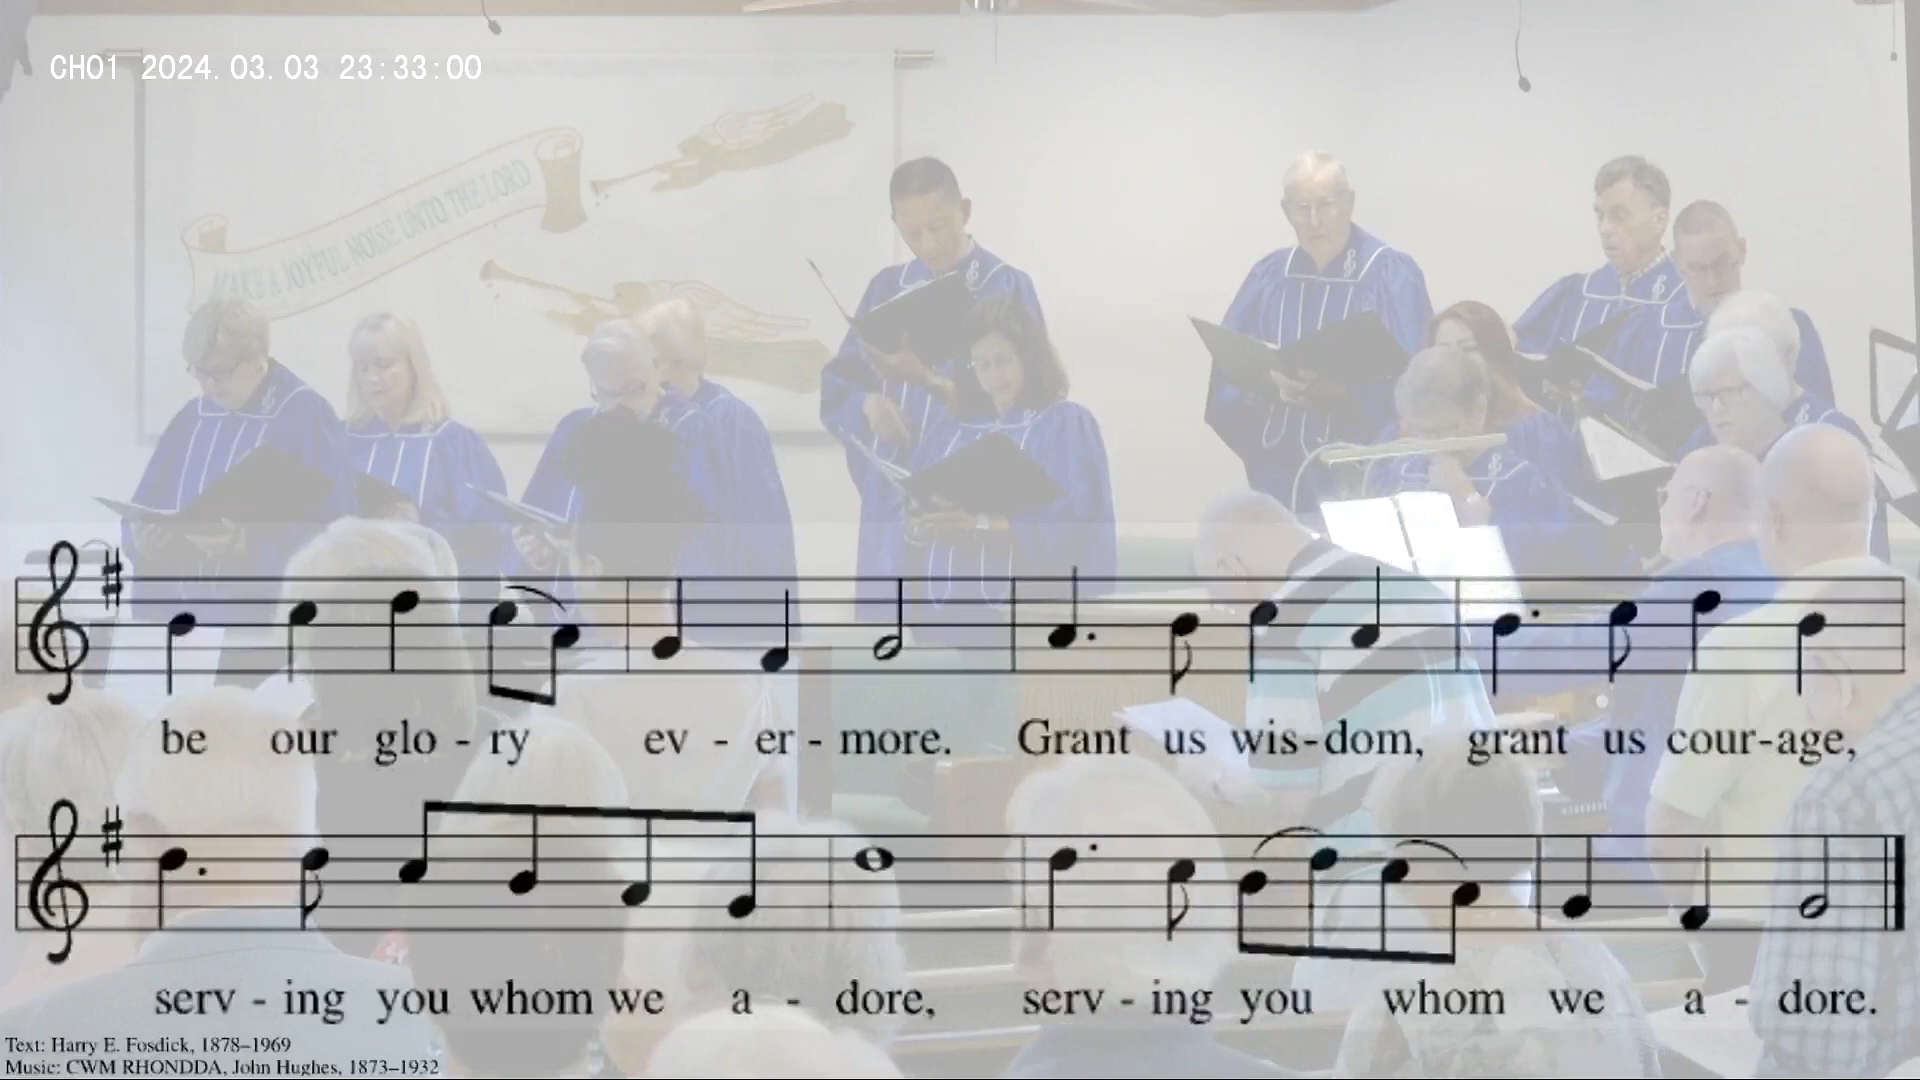 CH01 2024.03.03 23:33:00
MAKE A JOYFUL NOISE UNTO THE LORD
be our glo - ry ev - er - more. Grant us wis-dom, grant us cour-age,
serv - ing you whom we a - dore, serv - ing you whom we a - dore.
Text: Harry E. Fosdick, 1878–1969
Music: CWM RHONDDA, John Hughes, 1873–1932